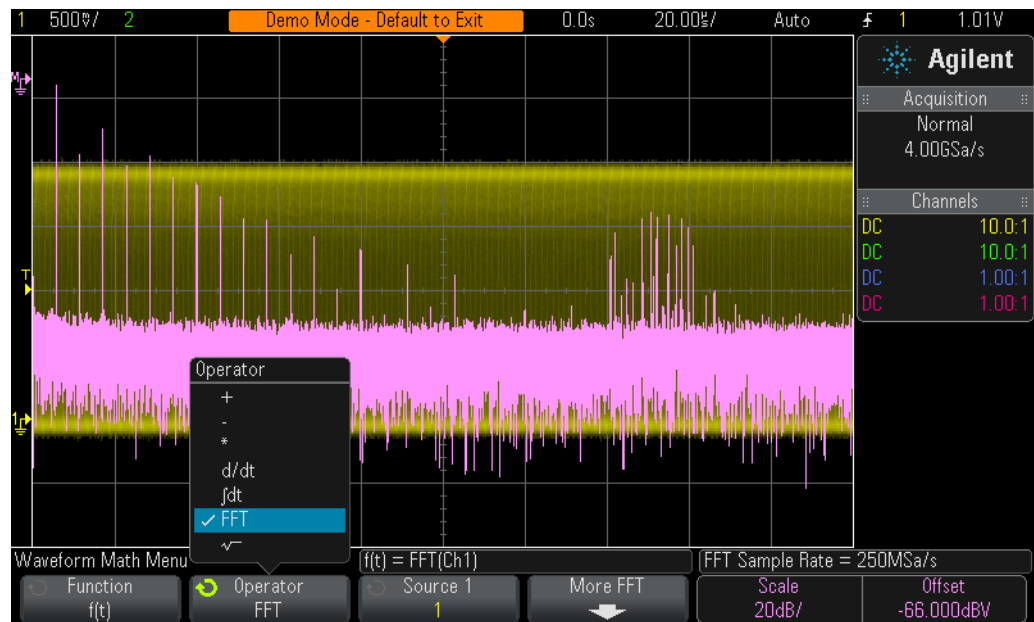 1 500mV/ 2 Demo Mode - Default to Exit 0.0s 20.00us/ Auto 1 1.01V
M
Agilent
Acquisition
Normal
4.00GSa/s
Channels
DC 10.0:1
DC 10.0:1
DC 1.00:1
DC 1.00:1
T
1
Operator
+
-
*
d/dt
∫dt
✓ FFT
√
Waveform Math Menu f(t) = FFT(Ch1) FFT Sample Rate = 250MSa/s
Function Operator Source 1 More FFT Scale Offset
f(t) FFT 1 20dB/ -66.000dBV